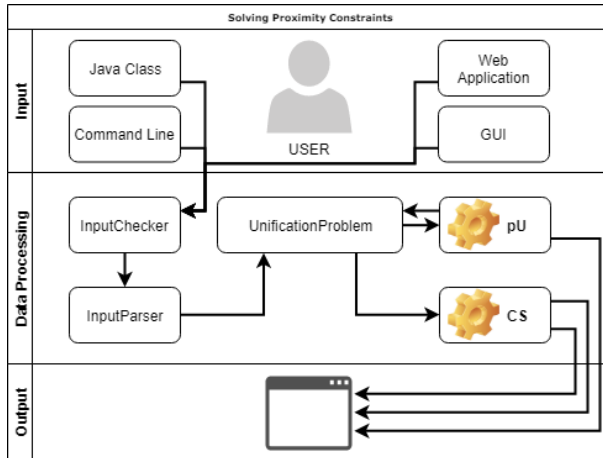 Solving Proximity Constraints
Input
Java Class
Web
Application
Command Line
USER
GUI
Data Processing
InputChecker
UnificationProblem
pU
InputParser
CS
Output